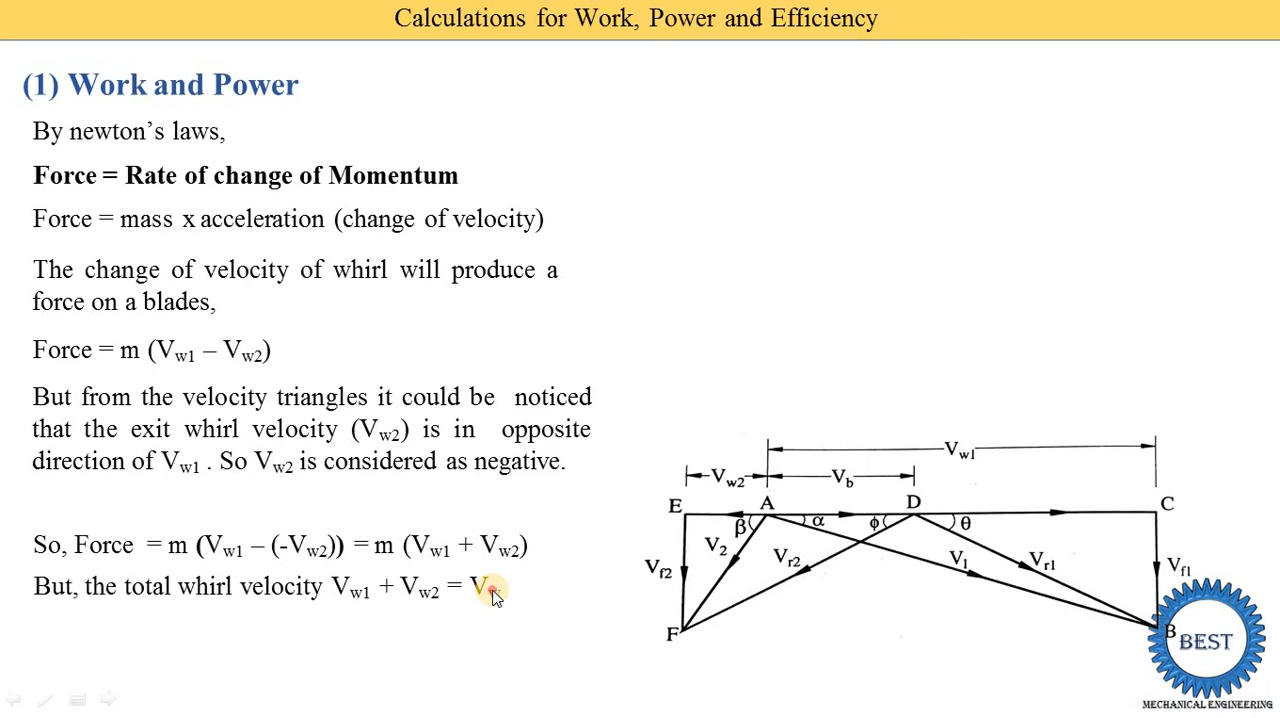 Calculations for Work, Power and Efficiency
(1) Work and Power
By newton's laws,
Force = Rate of change of Momentum
Force = mass x acceleration (change of velocity)
The change of velocity of whirl will produce a
force on a blades,
Force = m (Vw1 – Vw2)
But from the velocity triangles it could be noticed
that the exit whirl velocity (Vw2) is in opposite
direction of Vw1 . So Vw2 is considered as negative.
So, Force = m (Vw1 – (-Vw2)) = m (Vw1 + Vw2)
But, the total whirl velocity Vw1 + Vw2 = V
Vw1
Vw2 Vb
E A D C
β α ϕ θ
V2 Vr2 V1 Vr1
Vf2 Vf1
F B
BEST
MECHANICAL ENGINEERING